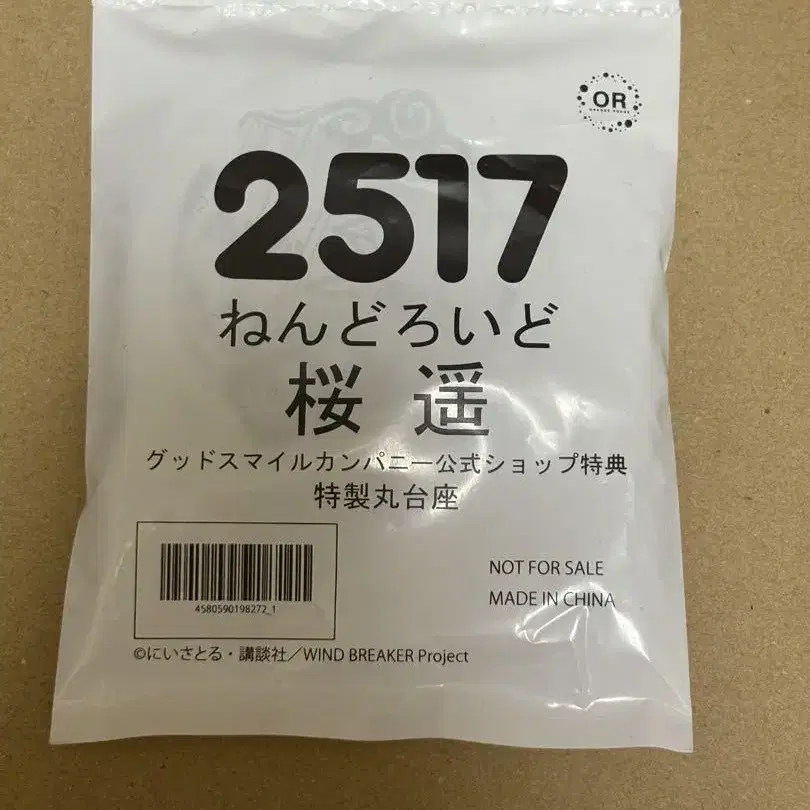 OR
ORANGE ROUGE
2517
ねんどろいど
桜 遥
グッドスマイルカンパニー公式ショップ特典
特製丸台座
4580590198272_1
NOT FOR SALE
MADE IN CHINA
©にいさとる・講談社／WIND BREAKER Project